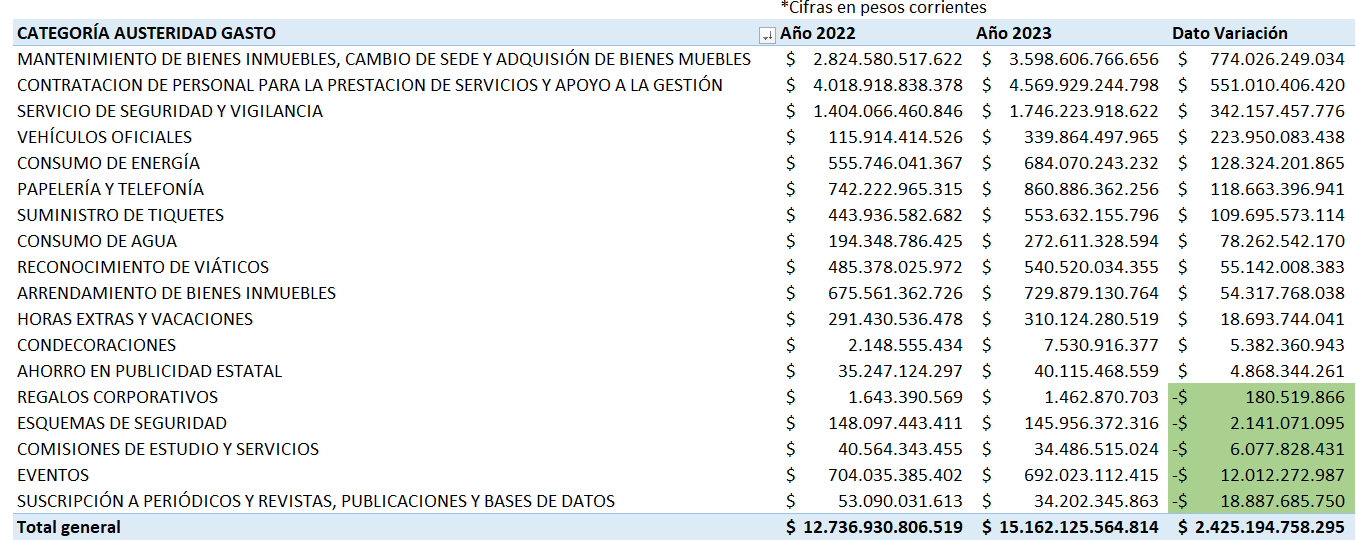 *Cifras en pesos corrientes
CATEGORÍA AUSTERIDAD GASTO Año 2022 Año 2023 Dato Variación
MANTENIMIENTO DE BIENES INMUEBLES, CAMBIO DE SEDE Y ADQUISIÓN DE BIENES MUEBLES $ 2.824.580.517.622 $ 3.598.606.766.656 $ 774.026.249.034
CONTRATACION DE PERSONAL PARA LA PRESTACION DE SERVICIOS Y APOYO A LA GESTIÓN $ 4.018.918.838.378 $ 4.569.929.244.798 $ 551.010.406.420
SERVICIO DE SEGURIDAD Y VIGILANCIA $ 1.404.066.460.846 $ 1.746.223.918.622 $ 342.157.457.776
VEHÍCULOS OFICIALES $ 115.914.414.526 $ 339.864.497.965 $ 223.950.083.438
CONSUMO DE ENERGÍA $ 555.746.041.367 $ 684.070.243.232 $ 128.324.201.865
PAPELERÍA Y TELEFONÍA $ 742.222.965.315 $ 860.886.362.256 $ 118.663.396.941
SUMINISTRO DE TIQUETES $ 443.936.582.682 $ 553.632.155.796 $ 109.695.573.114
CONSUMO DE AGUA $ 194.348.786.425 $ 272.611.328.594 $ 78.262.542.170
RECONOCIMIENTO DE VIÁTICOS $ 485.378.025.972 $ 540.520.034.355 $ 55.142.008.383
ARRENDAMIENTO DE BIENES INMUEBLES $ 675.561.362.726 $ 729.879.130.764 $ 54.317.768.038
HORAS EXTRAS Y VACACIONES $ 291.430.536.478 $ 310.124.280.519 $ 18.693.744.041
CONDECORACIONES $ 2.148.555.434 $ 7.530.916.377 $ 5.382.360.943
AHORRO EN PUBLICIDAD ESTATAL $ 35.247.124.297 $ 40.115.468.559 $ 4.868.344.261
REGALOS CORPORATIVOS $ 1.643.390.569 $ 1.462.870.703 -$ 180.519.866
ESQUEMAS DE SEGURIDAD $ 148.097.443.411 $ 145.956.372.316 -$ 2.141.071.095
COMISIONES DE ESTUDIO Y SERVICIOS $ 40.564.343.455 $ 34.486.515.024 -$ 6.077.828.431
EVENTOS $ 704.035.385.402 $ 692.023.112.415 -$ 12.012.272.987
SUSCRIPCIÓN A PERIÓDICOS Y REVISTAS, PUBLICACIONES Y BASES DE DATOS $ 53.090.031.613 $ 34.202.345.863 -$ 18.887.685.750
Total general $ 12.736.930.806.519 $ 15.162.125.564.814 $ 2.425.194.758.295